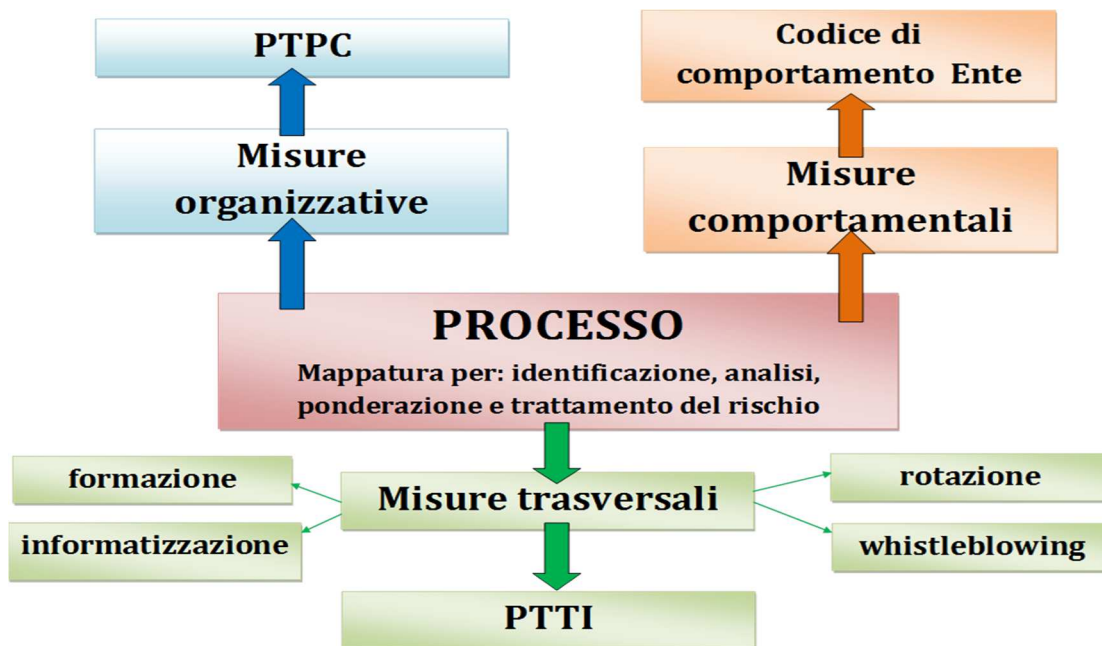 PTPC
Codice di
comportamento Ente
Misure
organizzative
Misure
comportamentali
PROCESSO
Mappatura per: identificazione, analisi,
ponderazione e trattamento del rischio
formazione
Misure trasversali
rotazione
informatizzazione
whistleblowing
PTTI